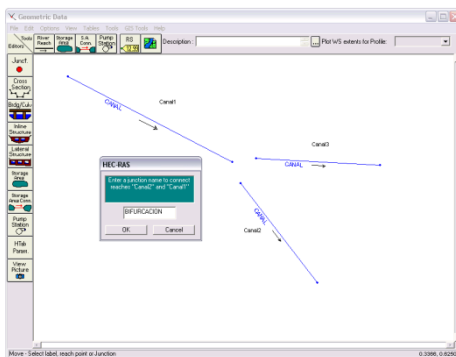 Geometric Data
File Edit Options View Tables Tools GIS Tools Help
Tools
Editors
River
Reach
Storage
Area
S.A.
Conn.
Pump
Station
RS
Description :
...
Plot WS extents for Profile:
Junct.
Cross
Section
Brdg/Culv
Inline
Structure
Lateral
Structure
Storage
Area
Storage
Area Conn.
Pump
Station
HTab
Param.
View
Picture
CANAL
Canal1
Canal3
CANAL
CANAL
Canal2
HEC-RAS
Enter a junction name to connect
reaches "Canal2" and "Canal1"
BIFURCACION
OK
Cancel
Move - Select label, reach point or Junction